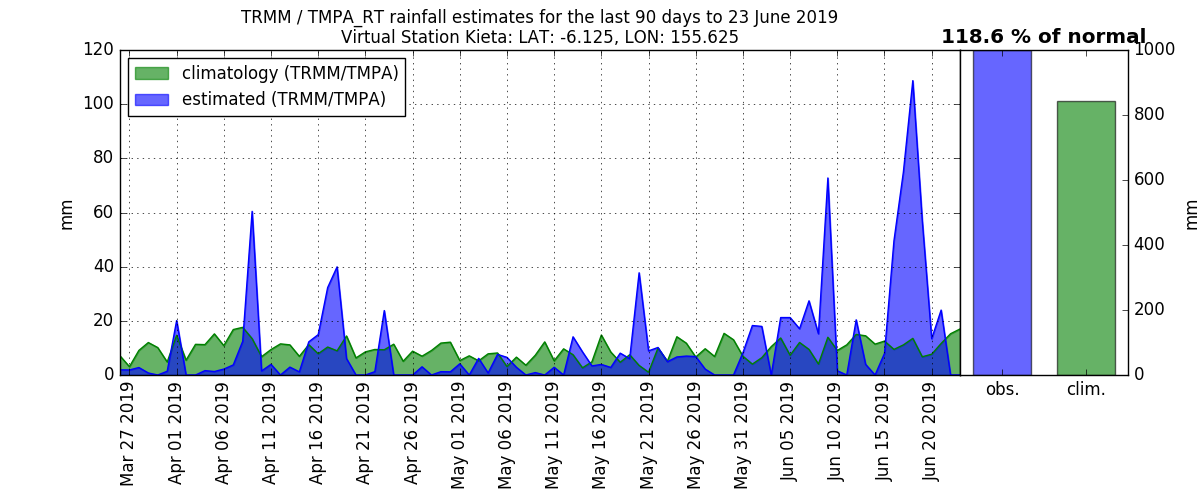 TRMM / TMPA_RT rainfall estimates for the last 90 days to 23 June 2019
Virtual Station Kieta: LAT: -6.125, LON: 155.625
118.6 % of normal
climatology (TRMM/TMPA)
estimated (TRMM/TMPA)
120
100
80
60
40
20
0
mm
Mar 27 2019
Apr 01 2019
Apr 06 2019
Apr 11 2019
Apr 16 2019
Apr 21 2019
Apr 26 2019
May 01 2019
May 06 2019
May 11 2019
May 16 2019
May 21 2019
May 26 2019
May 31 2019
Jun 05 2019
Jun 10 2019
Jun 15 2019
Jun 20 2019
obs.
clim.
1000
800
600
400
200
0
mm